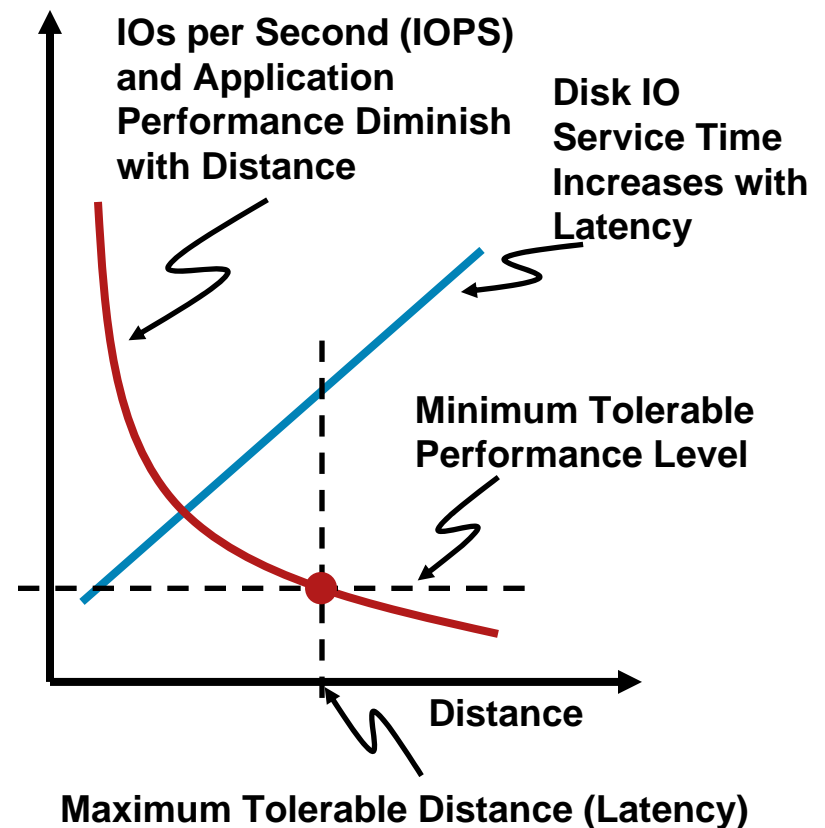 IOs per Second (IOPS)
and Application
Performance Diminish
with Distance
Disk IO
Service Time
Increases with
Latency
Minimum Tolerable
Performance Level
Distance
Maximum Tolerable Distance (Latency)